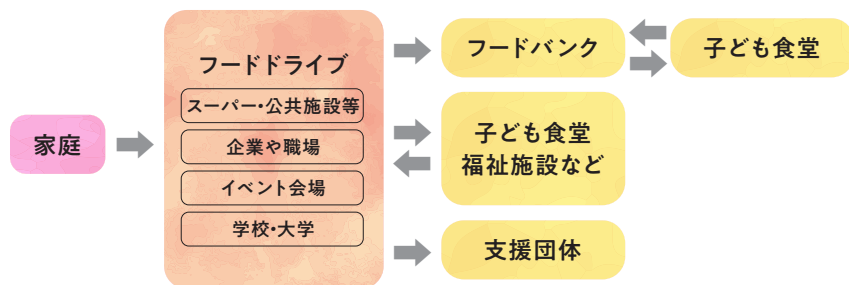 家庭
フードドライブ
スーパー・公共施設等
企業や職場
イベント会場
学校・大学
フードバンク
子ども食堂
子ども食堂
福祉施設など
支援団体